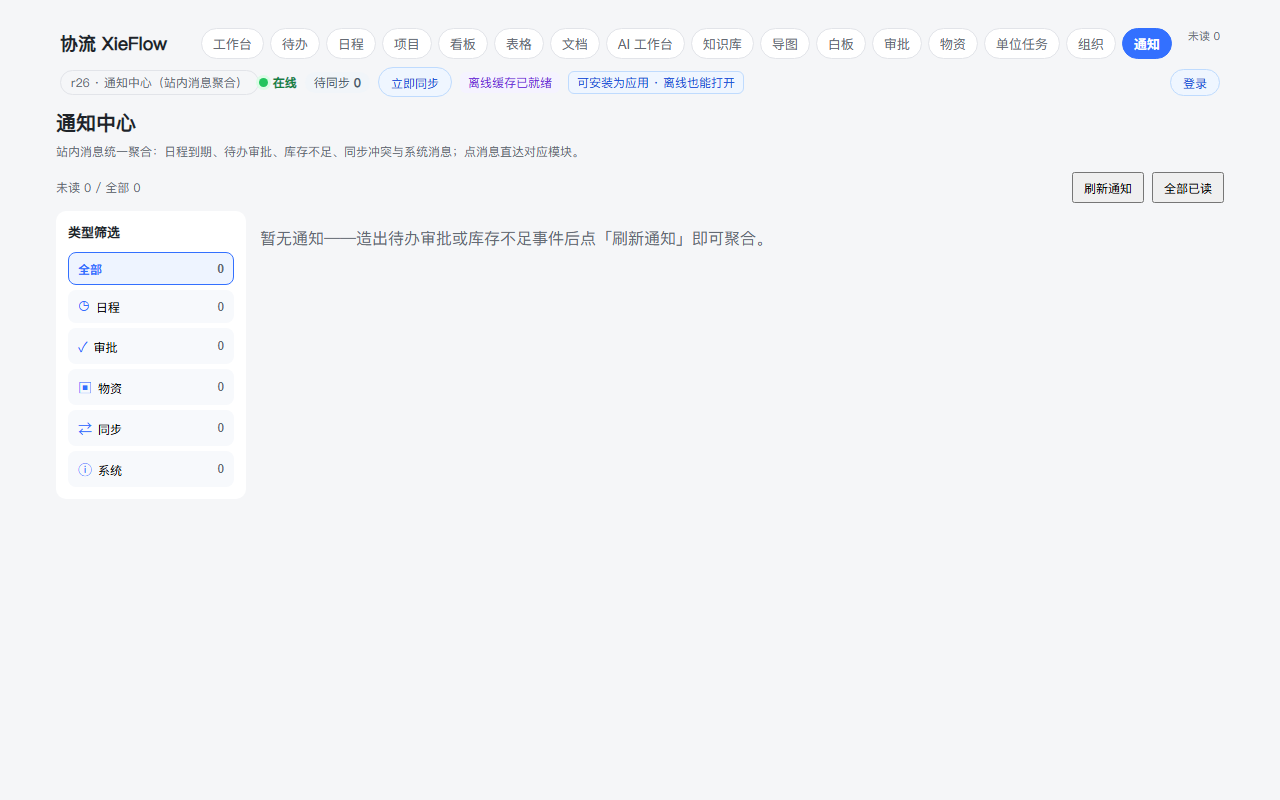 协流 XieFlow 工作台 待办 日程 项目 看板 表格 文档 AI 工作台 知识库 导图 白板 审批 物资 单位任务 组织 通知 未读 0
r26 · 通知中心（站内消息聚合） 在线 待同步 0 立即同步 离线缓存已就绪 可安装为应用 · 离线也能打开 登录
通知中心
站内消息统一聚合：日程到期、待办审批、库存不足、同步冲突与系统消息；点消息直达对应模块。
未读 0 / 全部 0 刷新通知 全部已读
类型筛选
暂无通知——造出待办审批或库存不足事件后点「刷新通知」即可聚合。
全部 0
日程 0
审批 0
物资 0
同步 0
系统 0